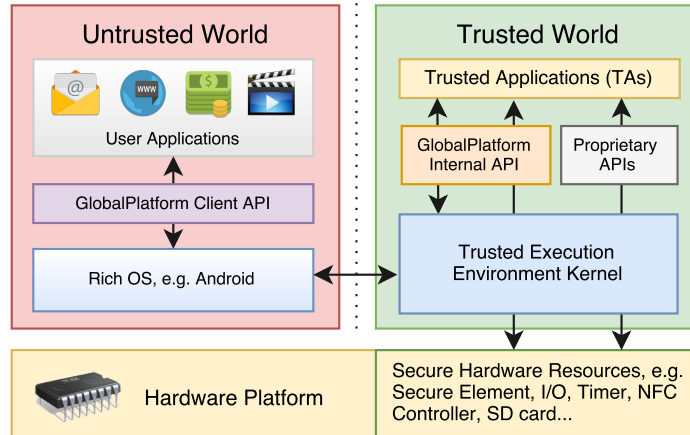 Untrusted World
@
WWW
$
User Applications
GlobalPlatform Client API
Rich OS, e.g. Android
Trusted World
Trusted Applications (TAs)
GlobalPlatform
Internal API
Proprietary
APIs
Trusted Execution
Environment Kernel
Hardware Platform
Secure Hardware Resources, e.g.
Secure Element, I/O, Timer, NFC
Controller, SD card...